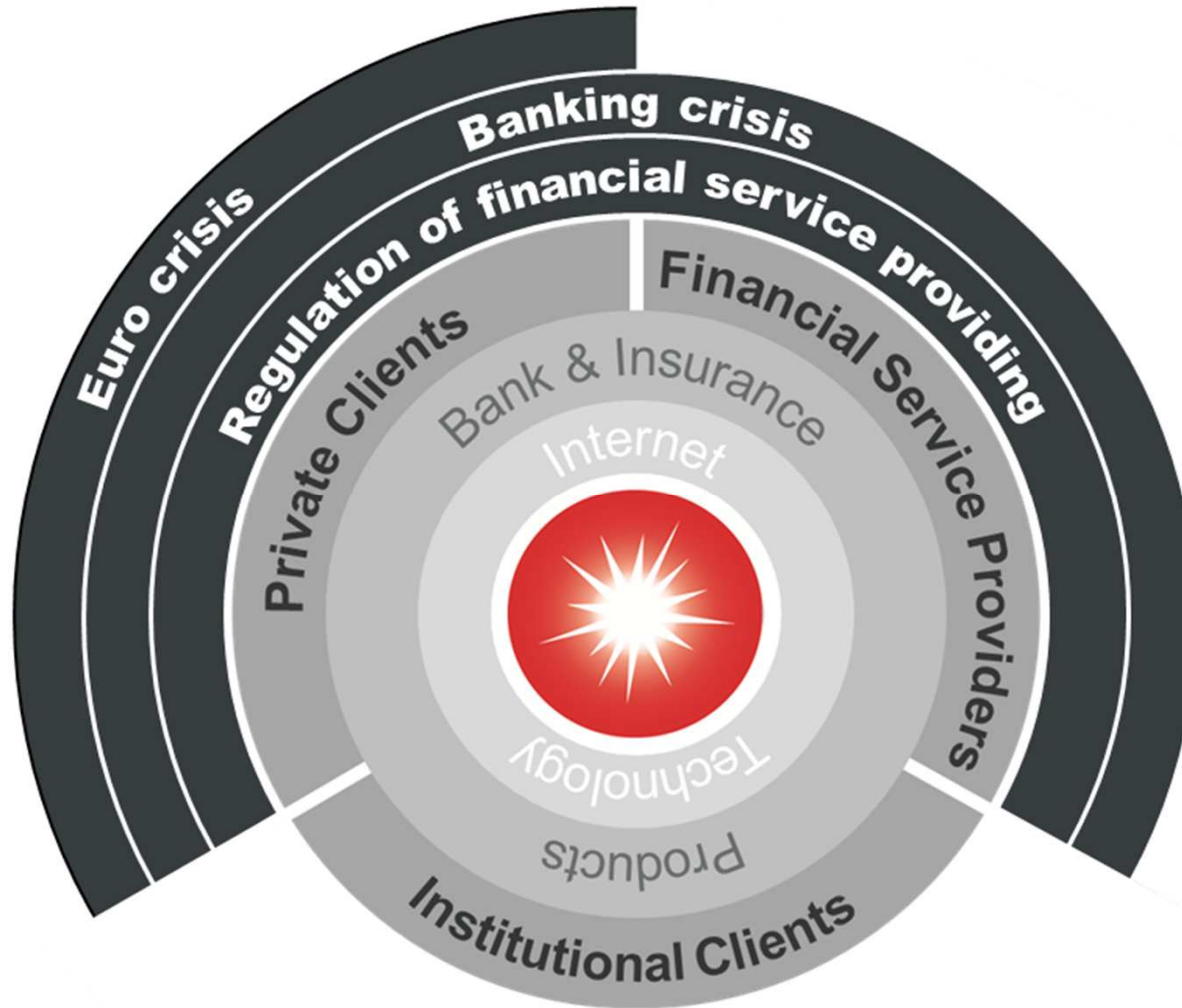 Euro crisis
Banking crisis
Regulation of financial service providing
Private Clients
Financial Service Providers
Bank & Insurance
Internet
Technology
Products
Institutional Clients